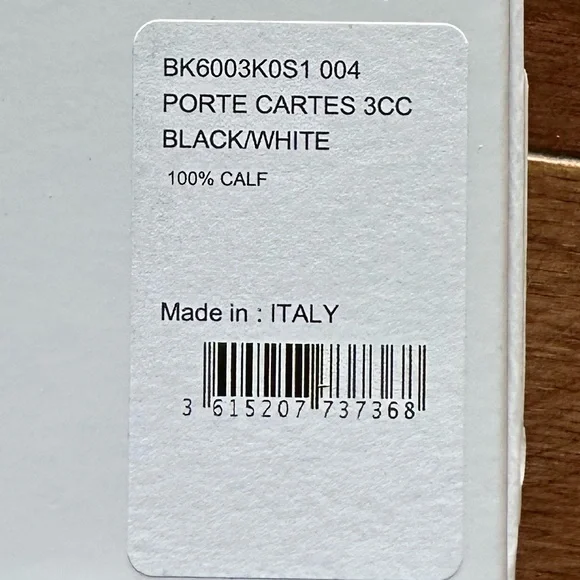 BK6003K0S1 004
PORTE CARTES 3CC
BLACK/WHITE
100% CALF
Made in : ITALY
3 615207 737368